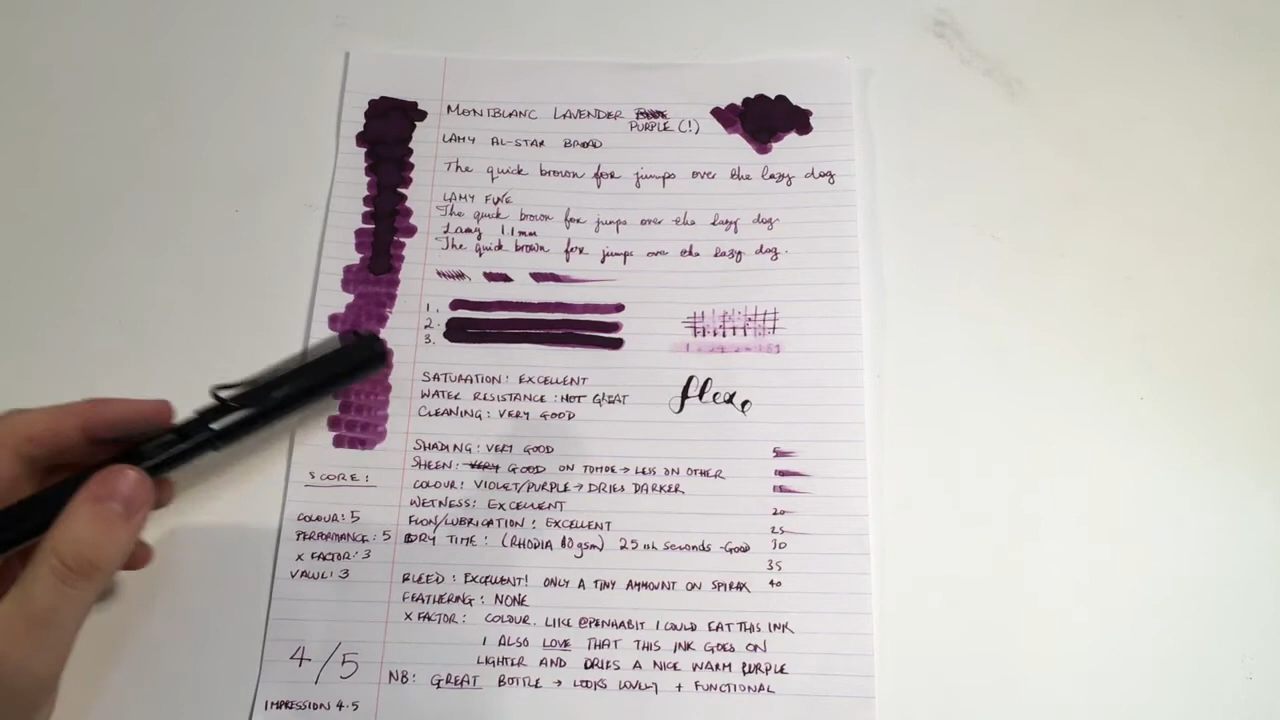 MONTBLANC LAVENDER
PURPLE (!)
LAMY AL-STAR BROAD
The quick brown fox jumps over the lazy dog
LAMY FINE
The quick brown fox jumps over the lazy dog.
Lamy 1.1mm
The quick brown fox jumps over the lazy dog.
1.
2.
3.
flex
SATURATION: EXCELLENT
WATER RESISTANCE: NOT GREAT
CLEANING: VERY GOOD
SHADING: VERY GOOD
SHEEN: VERY GOOD ON TOMOE → LESS ON OTHER
COLOUR: VIOLET/PURPLE → DRIES DARKER
WETNESS: EXCELLENT
FLOW/LUBRICATION: EXCELLENT
DRY TIME: (RHODIA 80gsm) 25 ish seconds - Good
BLEED: EXCELLENT! ONLY A TINY AMMOUNT ON SPIRAX
FEATHERING: NONE
X FACTOR: COLOUR. LIKE @PENHABIT I COULD EAT THIS INK
I ALSO LOVE THAT THIS INK GOES ON
LIGHTER AND DRIES A NICE WARM PURPLE
NB: GREAT BOTTLE → LOOKS LOVELY + FUNCTIONAL
5
10
15
20
25
30
35
40
SCORE:
COLOUR: 5
PERFORMANCE: 5
X FACTOR: 3
VALUE: 3
4/5
IMPRESSION 4.5